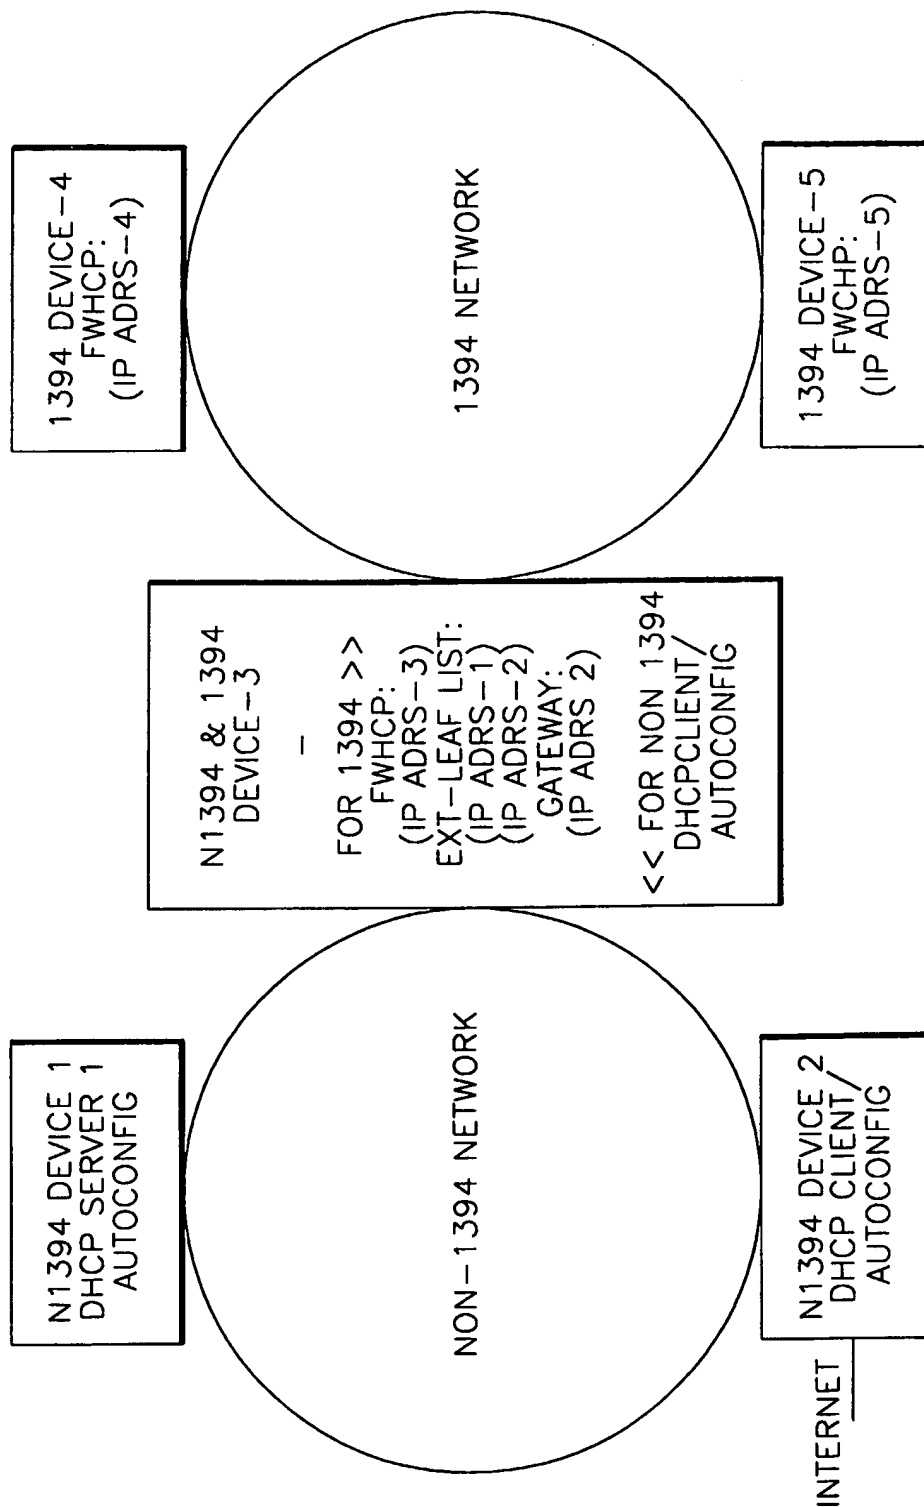 N1394 DEVICE 1
DHCP SERVER 1
AUTOCONFIG
NON-1394 NETWORK
INTERNET
N1394 DEVICE 2
DHCP CLIENT/
AUTOCONFIG
N1394 & 1394
DEVICE-3
-
FOR 1394 >>
FWHCP:
(IP ADRS-3)
EXT-LEAF LIST:
(IP ADRS-1)
(IP ADRS-2)
GATEWAY:
(IP ADRS 2)
<< FOR NON 1394
DHCPCLIENT/
AUTOCONFIG
1394 DEVICE-4
FWHCP:
(IP ADRS-4)
1394 NETWORK
1394 DEVICE-5
FWCHP:
(IP ADRS-5)